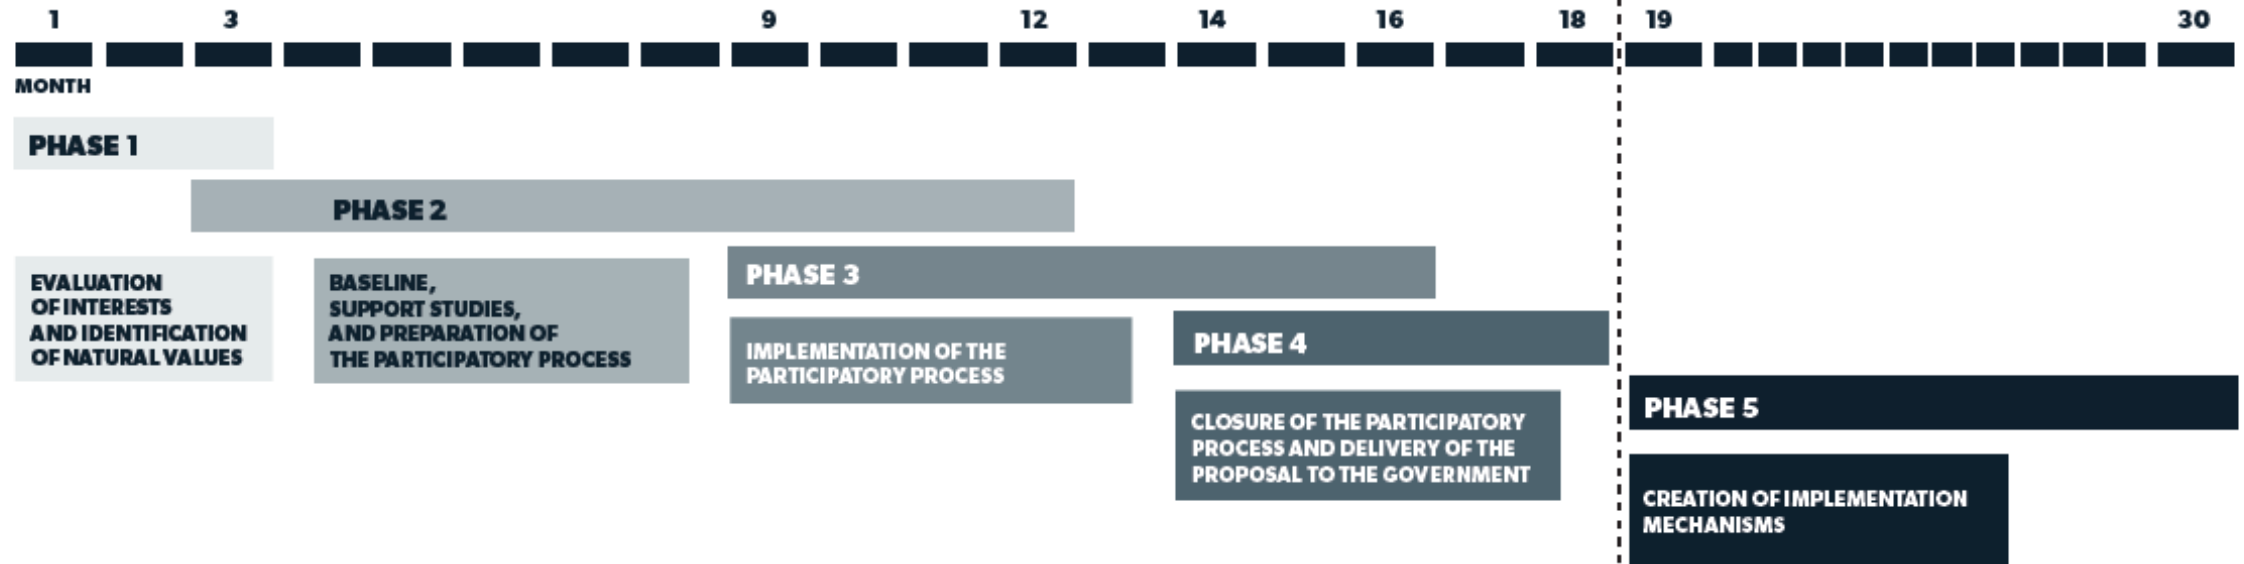 1 3 9 12 14 16 18 19 30
MONTH
PHASE 1
PHASE 2
EVALUATION
OF INTERESTS
AND IDENTIFICATION
OF NATURAL VALUES
BASELINE,
SUPPORT STUDIES,
AND PREPARATION OF
THE PARTICIPATORY PROCESS
PHASE 3
IMPLEMENTATION OF THE
PARTICIPATORY PROCESS
PHASE 4
CLOSURE OF THE PARTICIPATORY
PROCESS AND DELIVERY OF THE
PROPOSAL TO THE GOVERNMENT
PHASE 5
CREATION OF IMPLEMENTATION
MECHANISMS